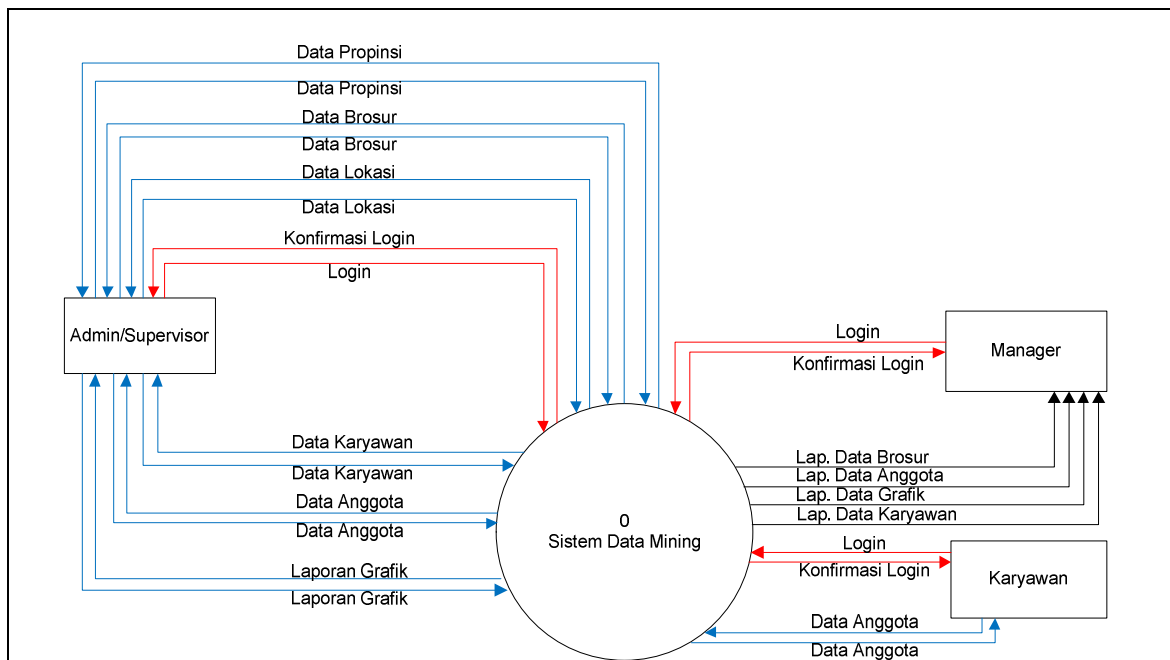 Data Propinsi
Data Propinsi
Data Brosur
Data Brosur
Data Lokasi
Data Lokasi
Konfirmasi Login
Login
Admin/Supervisor
Login
Manager
Konfirmasi Login
Data Karyawan
Data Karyawan
Data Anggota
Data Anggota
Laporan Grafik
Laporan Grafik
0
Sistem Data Mining
Lap. Data Brosur
Lap. Data Anggota
Lap. Data Grafik
Lap. Data Karyawan
Login
Konfirmasi Login
Karyawan
Data Anggota
Data Anggota